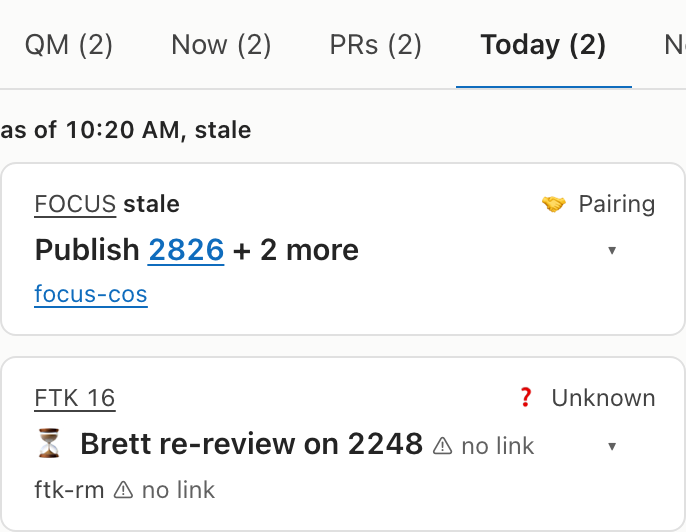 QM (2) Now (2) PRs (2) Today (2)
as of 10:20 AM, stale
FOCUS stale 🤝 Pairing
Publish 2826 + 2 more ▼
focus-cos
FTK 16 ❓ Unknown
⏳ Brett re-review on 2248 ⚠ no link ▼
ftk-rm ⚠ no link